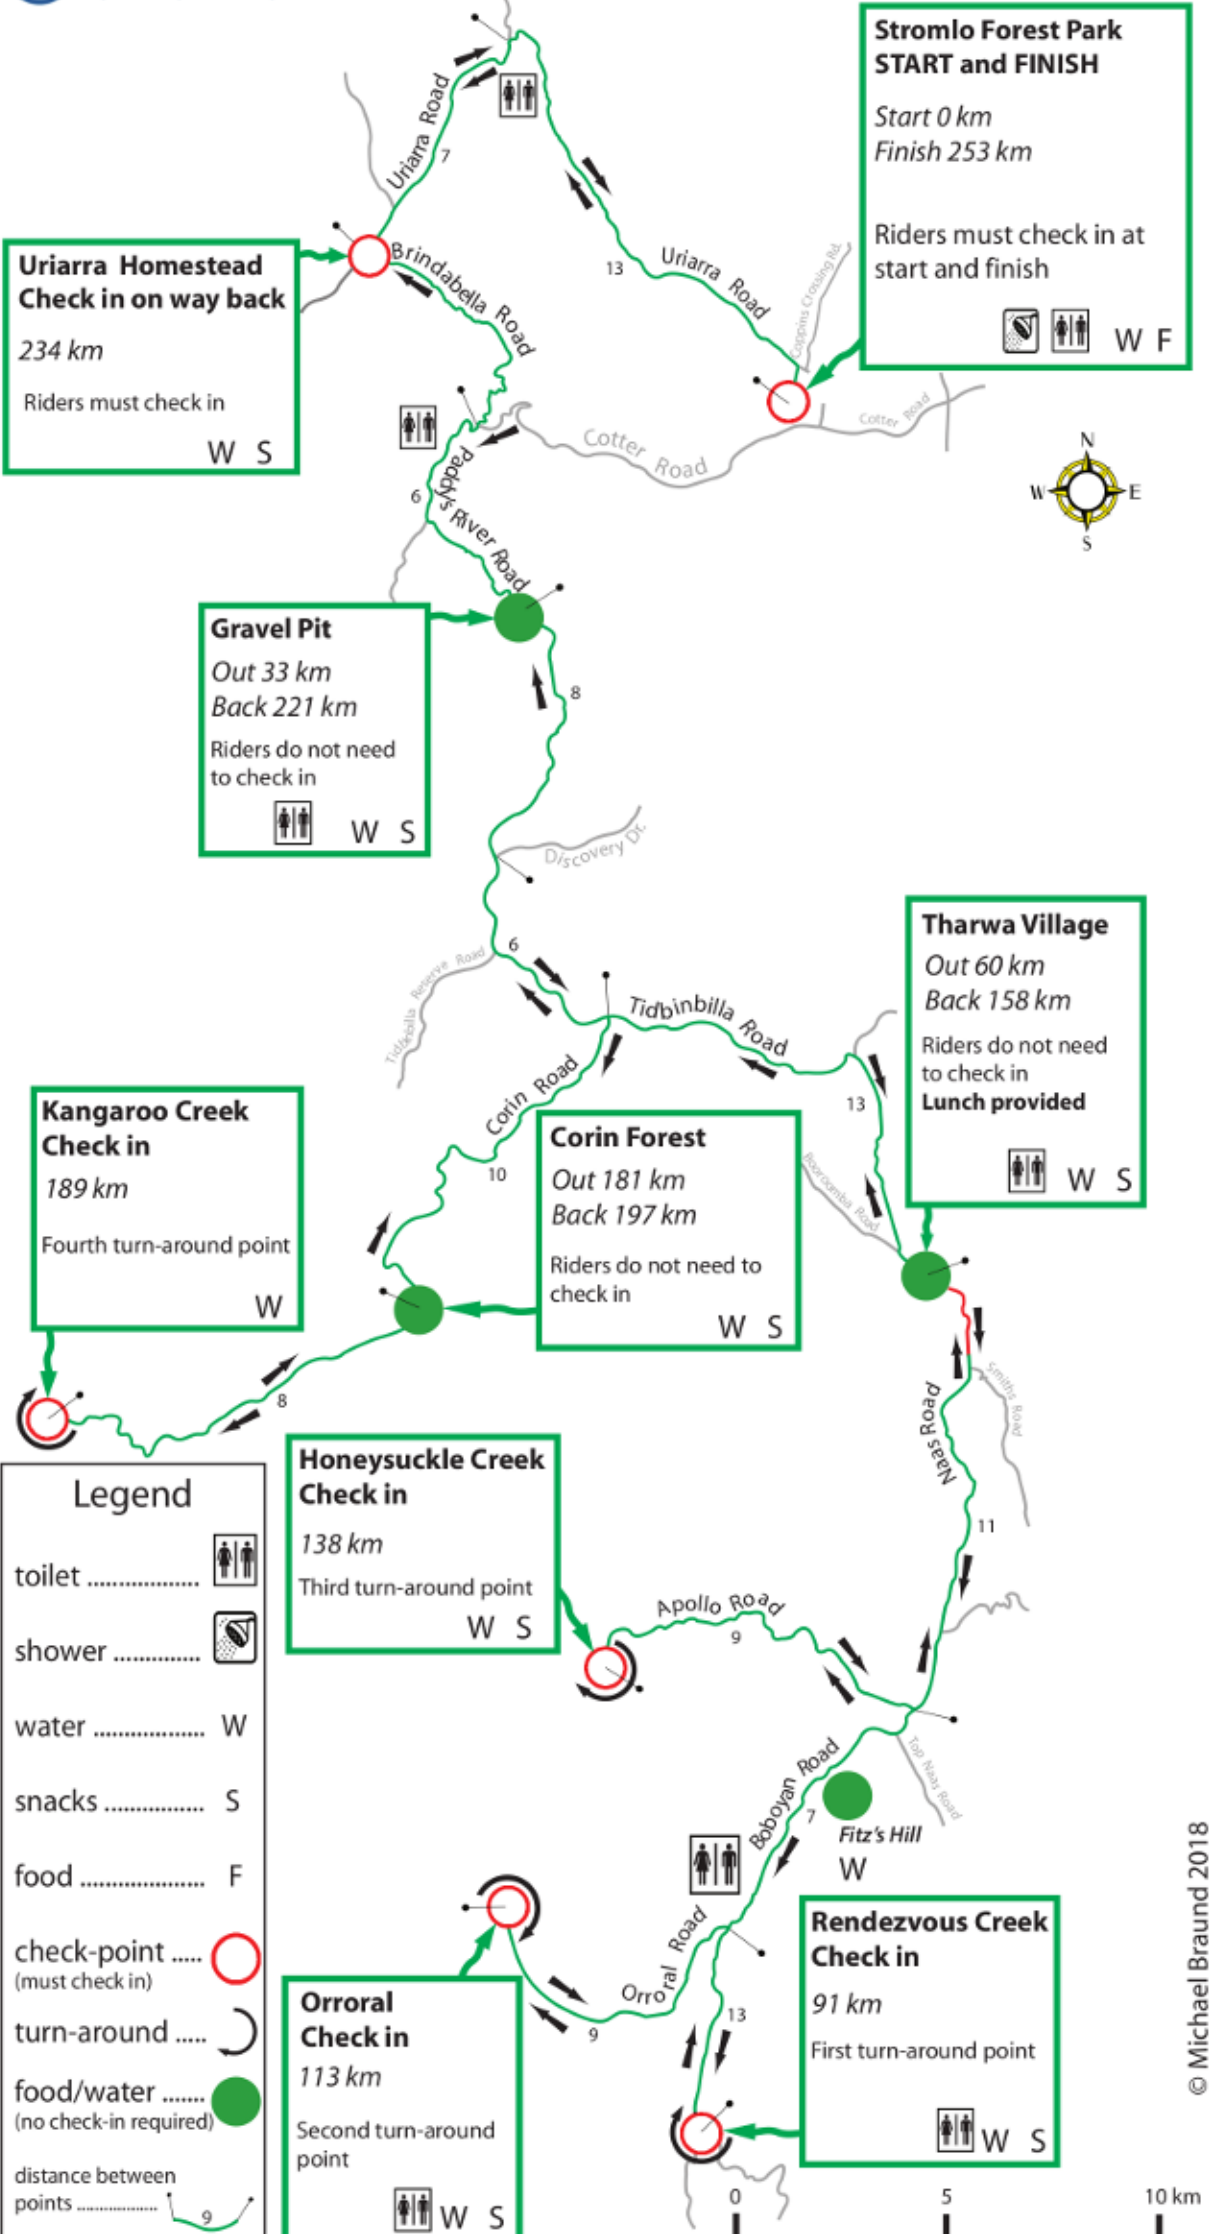 Stromlo Forest Park
START and FINISH
Start 0 km
Finish 253 km
Riders must check in at
start and finish
W F
Uriarra Road
7
Uriarra Road
13
Coppins Crossing Rd.
Cotter Road
Cotter Road
N
W
E
S
Uriarra Homestead
Check in on way back
234 km
Riders must check in
W S
Brindabella Road
Paddy's River Road
6
Gravel Pit
Out 33 km
Back 221 km
Riders do not need
to check in
W S
8
Discovery Dr.
6
Tidbinbilla Reserve Road
Tidbinbilla Road
13
Tharwa Village
Out 60 km
Back 158 km
Riders do not need
to check in
Lunch provided
W S
Booroomba Road
Corin Road
10
Kangaroo Creek
Check in
189 km
Fourth turn-around point
W
Corin Forest
Out 181 km
Back 197 km
Riders do not need to
check in
W S
8
Smiths Road
Naas Road
11
Honeysuckle Creek
Check in
138 km
Third turn-around point
W S
Apollo Road
9
Top Naas Road
Boboyan Road
7
Fitz's Hill
W
Orroral Road
9
13
Rendezvous Creek
Check in
91 km
First turn-around point
W S
Orroral
Check in
113 km
Second turn-around
point
W S
Legend
toilet ...................
shower ..............
water ................... W
snacks ................ S
food ..................... F
check-point .....
(must check in)
turn-around .....
food/water .......
(no check-in required)
distance between
points ...................
9
0 5 10 km
© Michael Braund 2018